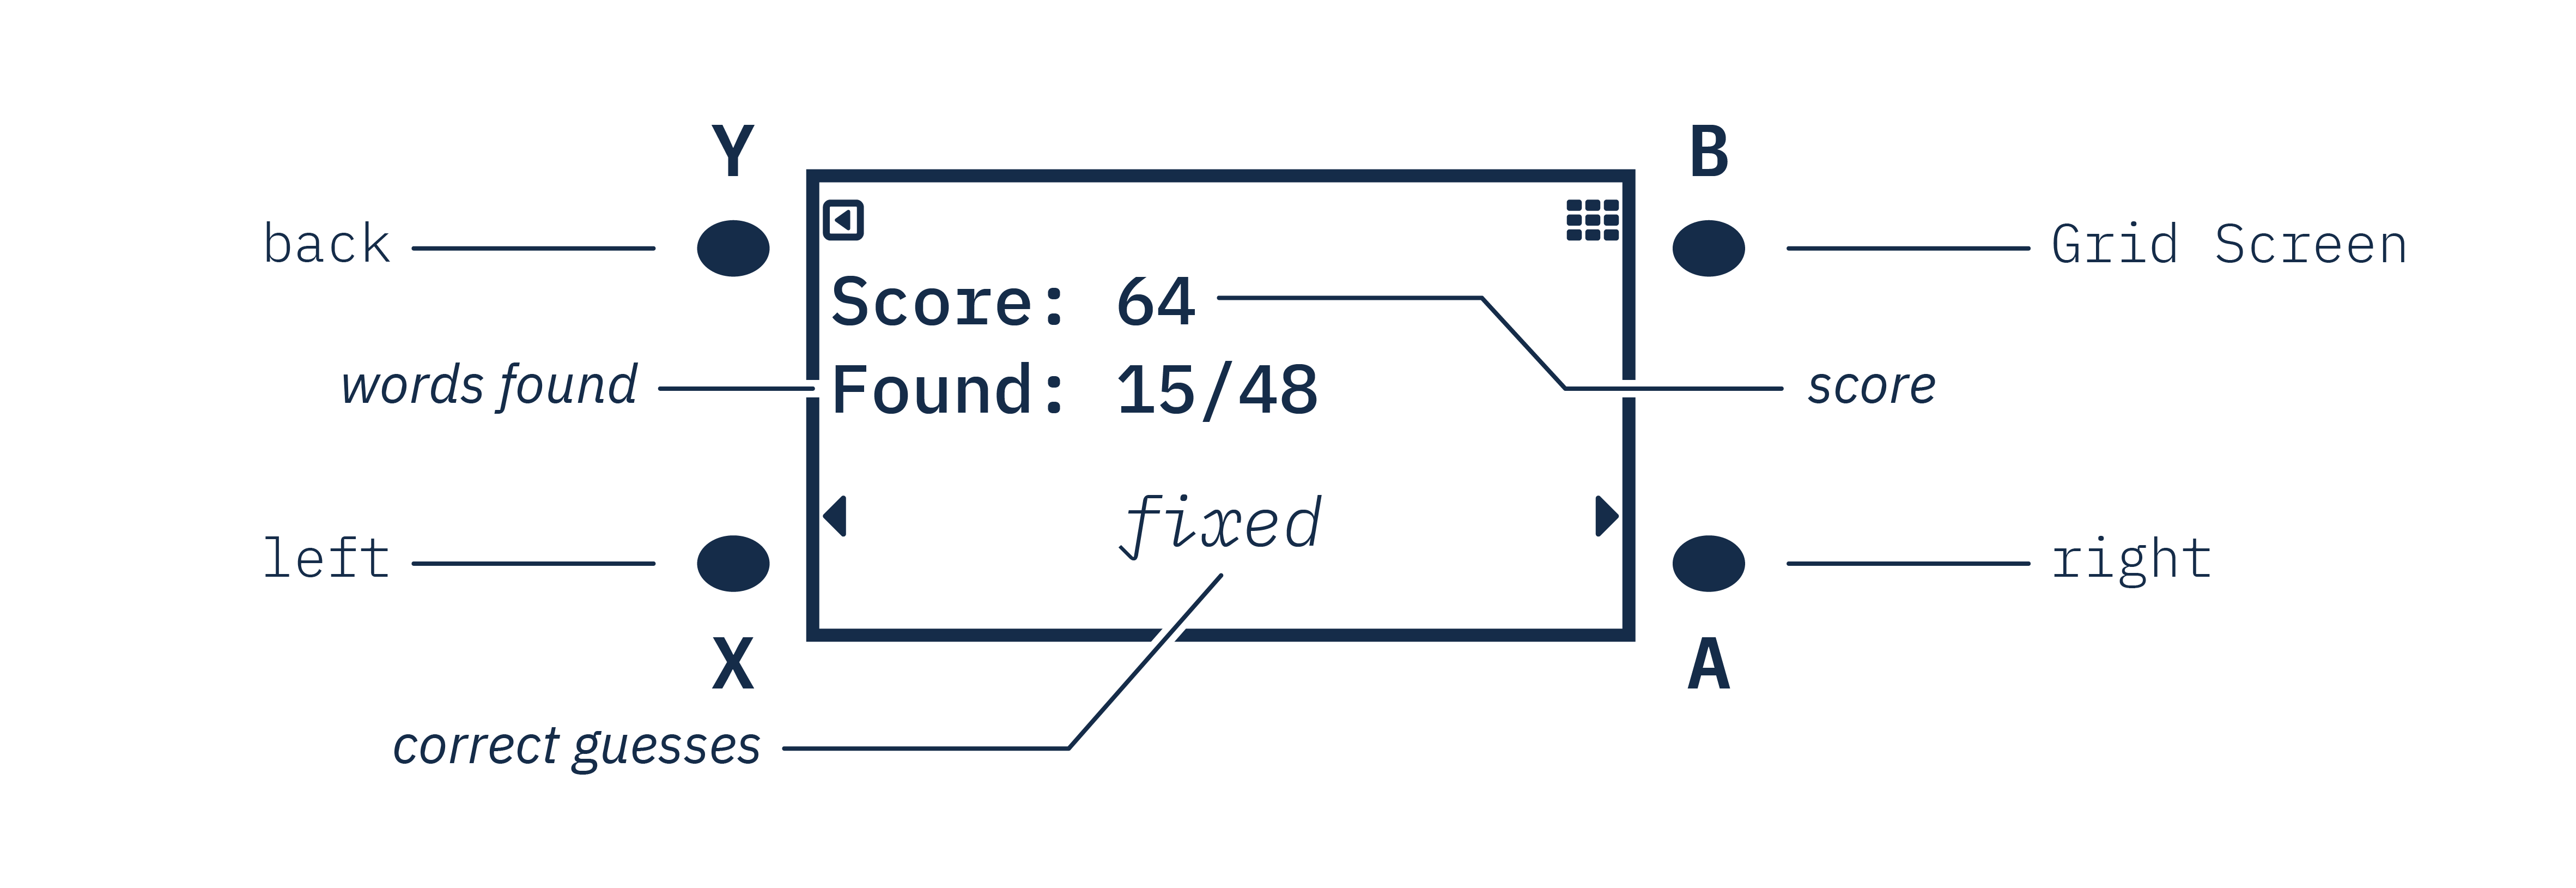 Y
B
back
Grid Screen
Score: 64
words found
Found: 15/48
score
fixed
left
right
X
A
correct guesses